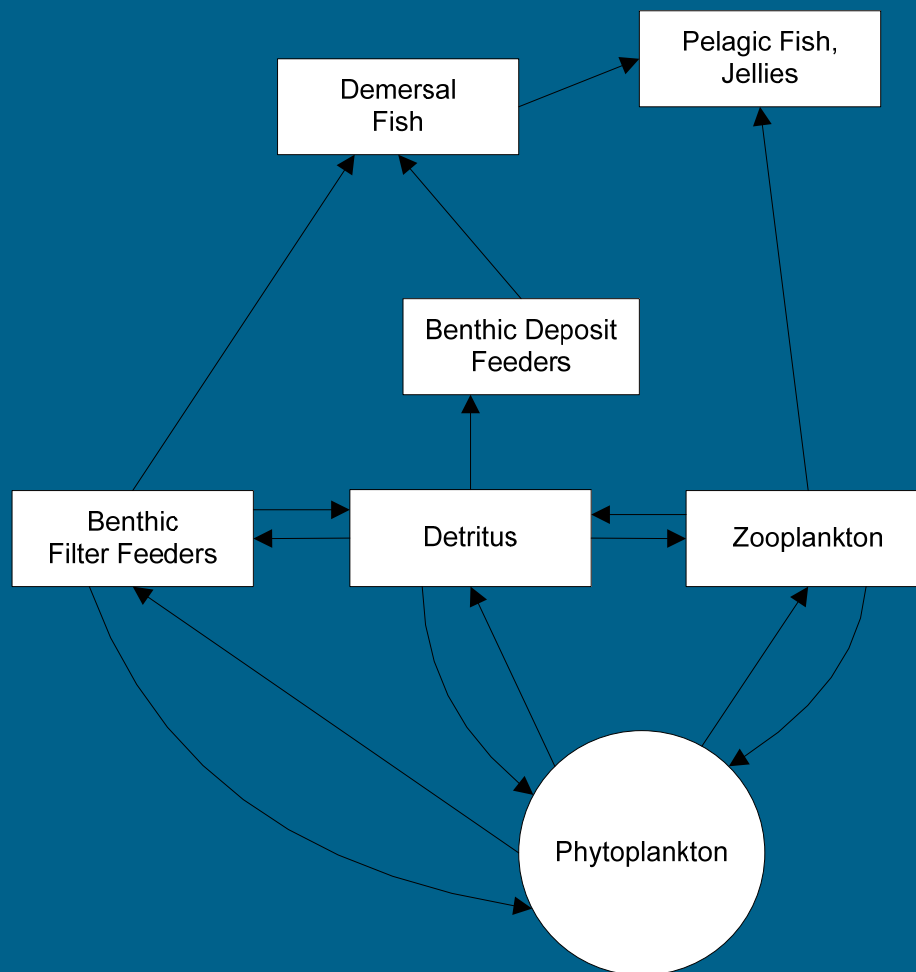 Pelagic Fish,
Jellies
Demersal
Fish
Benthic Deposit
Feeders
Benthic
Filter Feeders
Detritus
Zooplankton
Phytoplankton